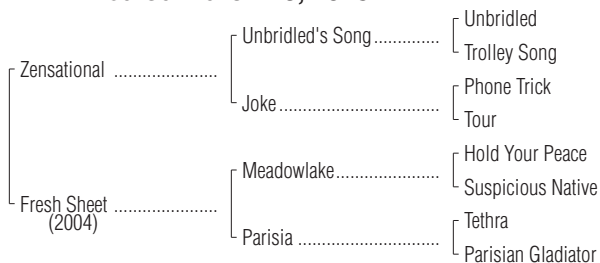 Unbridled
Unbridled's Song..............
Trolley Song
Zensational .....................
Phone Trick
Joke.................................
Tour
Hold Your Peace
Meadowlake.....................
Suspicious Native
Fresh Sheet .....................
(2004)
Tethra
Parisia .............................
Parisian Gladiator